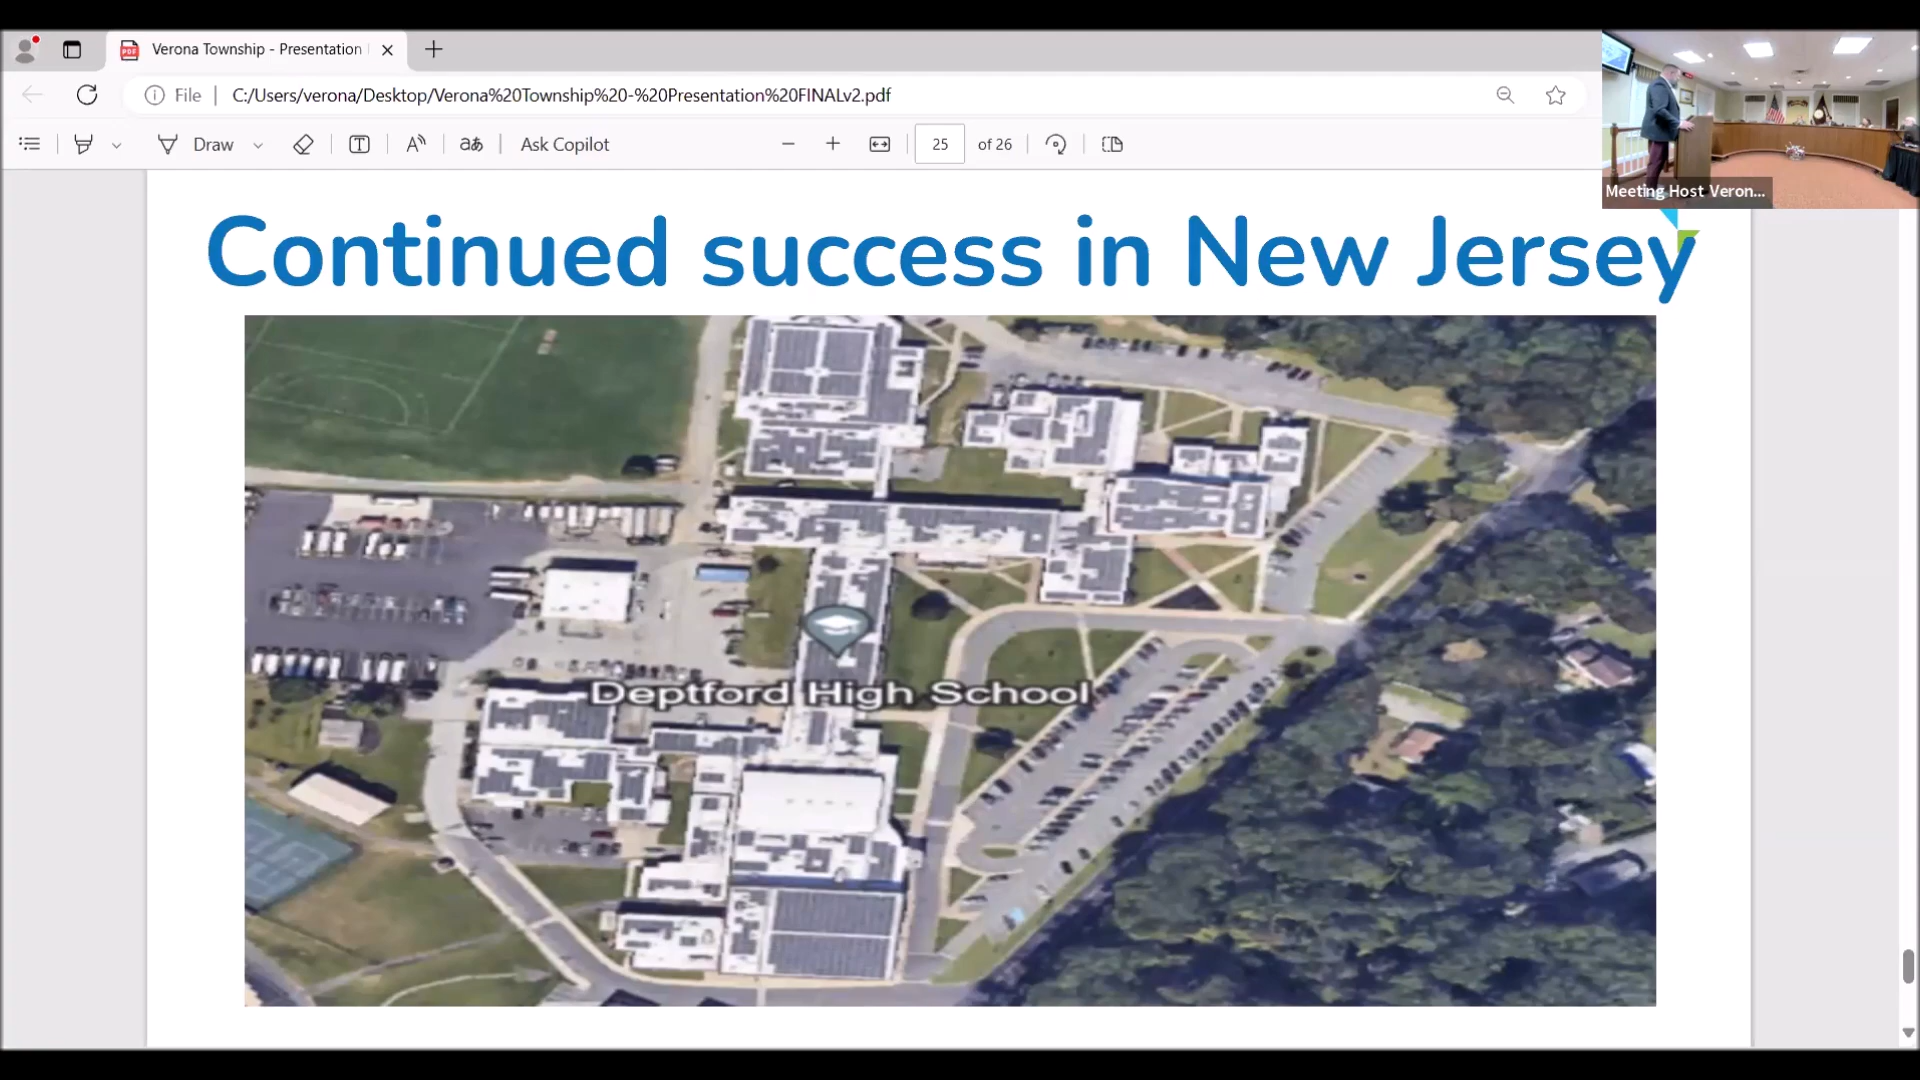 Verona Township - Presentation
File
C:/Users/verona/Desktop/Verona%20Township%20-%20Presentation%20FINALv2.pdf
Draw
Ask Copilot
25 of 26
Meeting Host Veron...
Continued success in New Jersey
Deptford High School